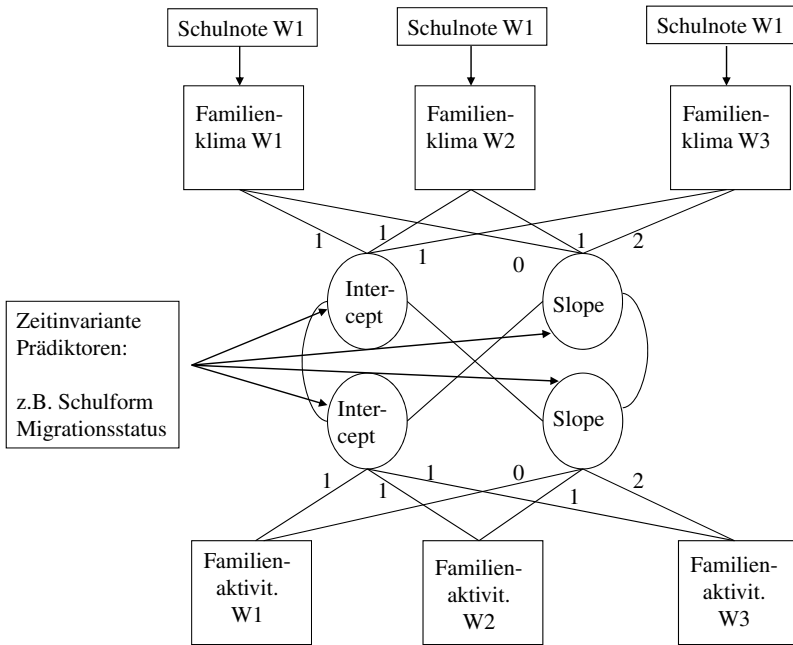 Schulnote W1
Schulnote W1
Schulnote W1
Familien-
klima W1
Familien-
klima W2
Familien-
klima W3
1
1
1
0
1
2
Inter-
cept
Slope
Zeitinvariante
Prädiktoren:
z.B. Schulform
Migrationsstatus
Inter-
cept
Slope
1
1
1
0
1
2
Familien-
aktivit.
W1
Familien-
aktivit.
W2
Familien-
aktivit.
W3